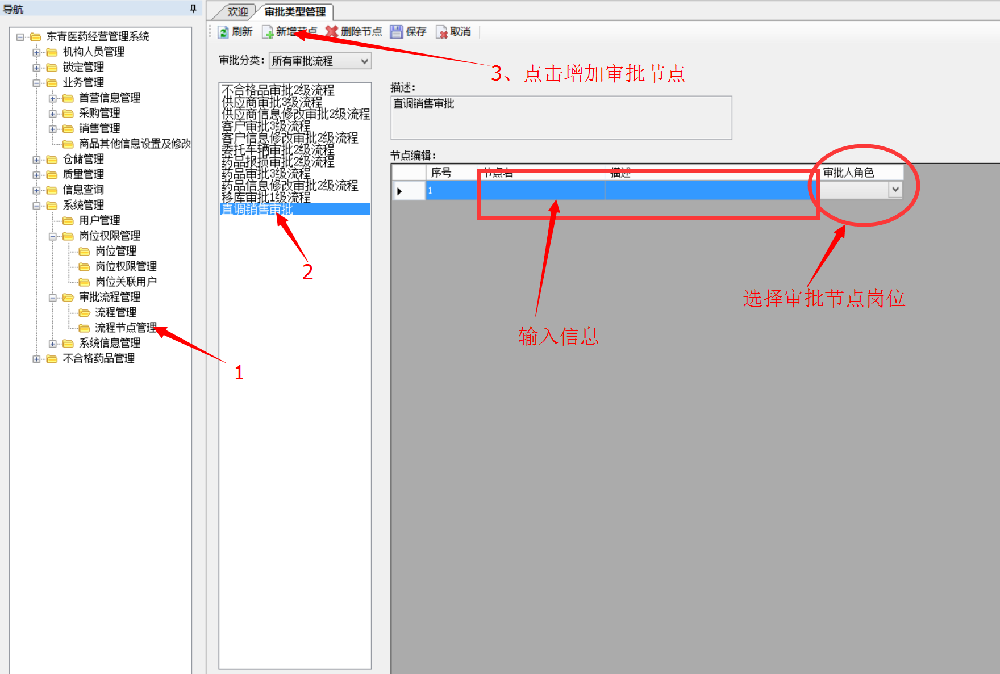 导航
东青医药经营管理系统
机构人员管理
锁定管理
业务管理
首营信息管理
采购管理
销售管理
商品其他信息设置及修改
仓储管理
质量管理
信息查询
系统管理
用户管理
岗位权限管理
岗位管理
岗位权限管理
岗位关联用户
审批流程管理
流程管理
流程节点管理
系统信息管理
不合格药品管理
1
欢迎 审批类型管理
刷新 新增节点 删除节点 保存 取消
审批分类： 所有审批流程
3、点击增加审批节点
不合格品审批2级流程
供应商审批3级流程
供应商信息修改审批2级流程
客户审批3级流程
客户信息修改审批2级流程
委托车辆审批2级流程
药品报损审批2级流程
药品审批3级流程
药品信息修改审批2级流程
移库审批1级流程
直调销售审批
2
描述：
直调销售审批
节点编辑：
序号 节点名 描述 审批人角色
1
选择审批节点岗位
输入信息